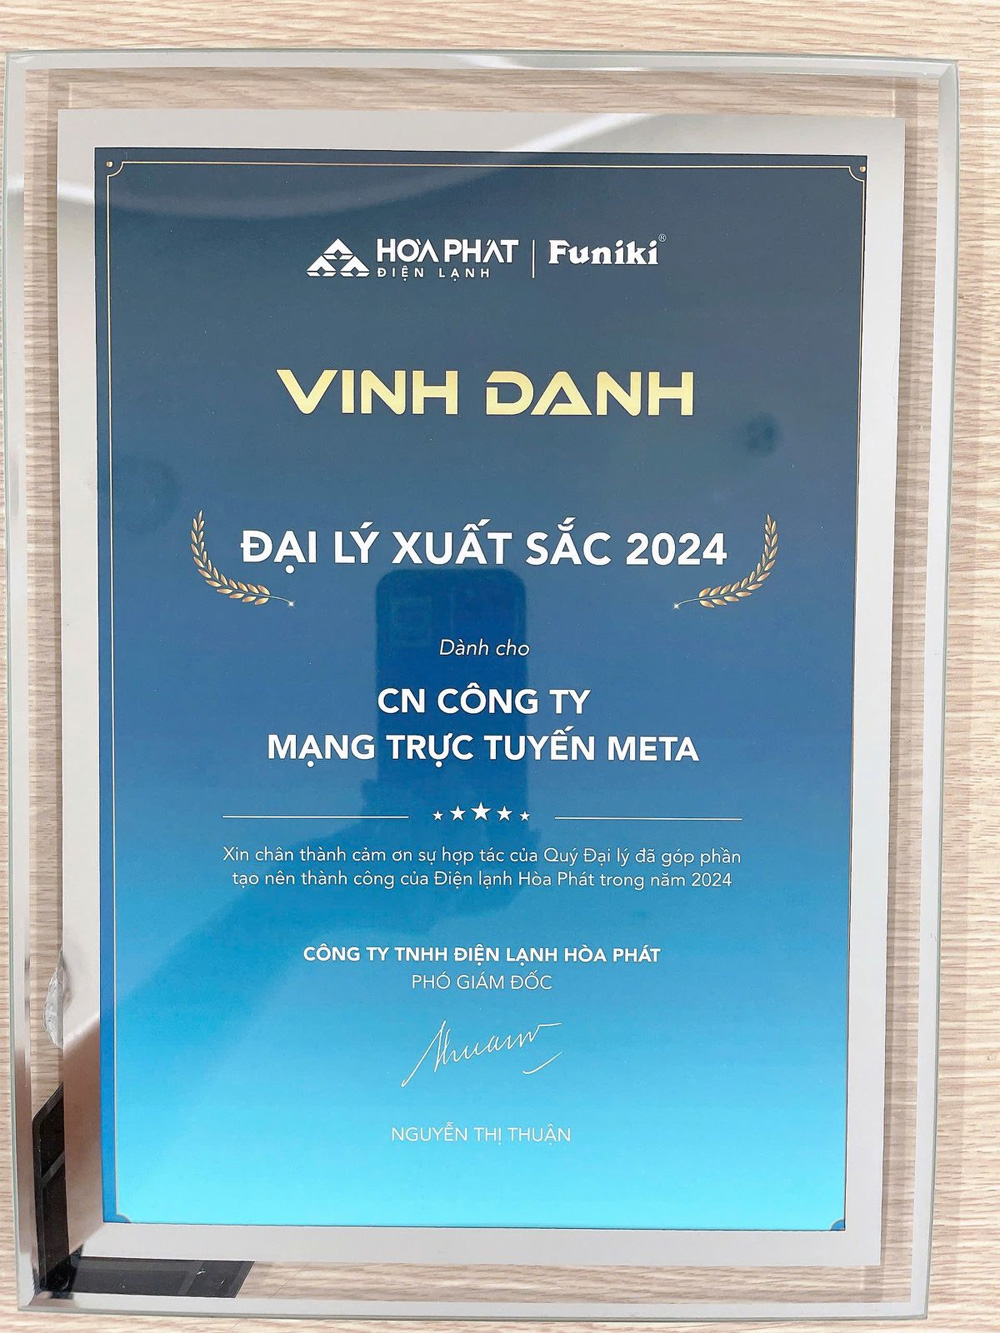 HÒA PHÁT
ĐIỆN LẠNH
Funiki®
VINH DANH
ĐẠI LÝ XUẤT SẮC 2024
Dành cho
CN CÔNG TY
MẠNG TRỰC TUYẾN META
Xin chân thành cảm ơn sự hợp tác của Quý Đại lý đã góp phần
tạo nên thành công của Điện lạnh Hòa Phát trong năm 2024
CÔNG TY TNHH ĐIỆN LẠNH HÒA PHÁT
PHÓ GIÁM ĐỐC
Thuann
NGUYỄN THỊ THUẬN